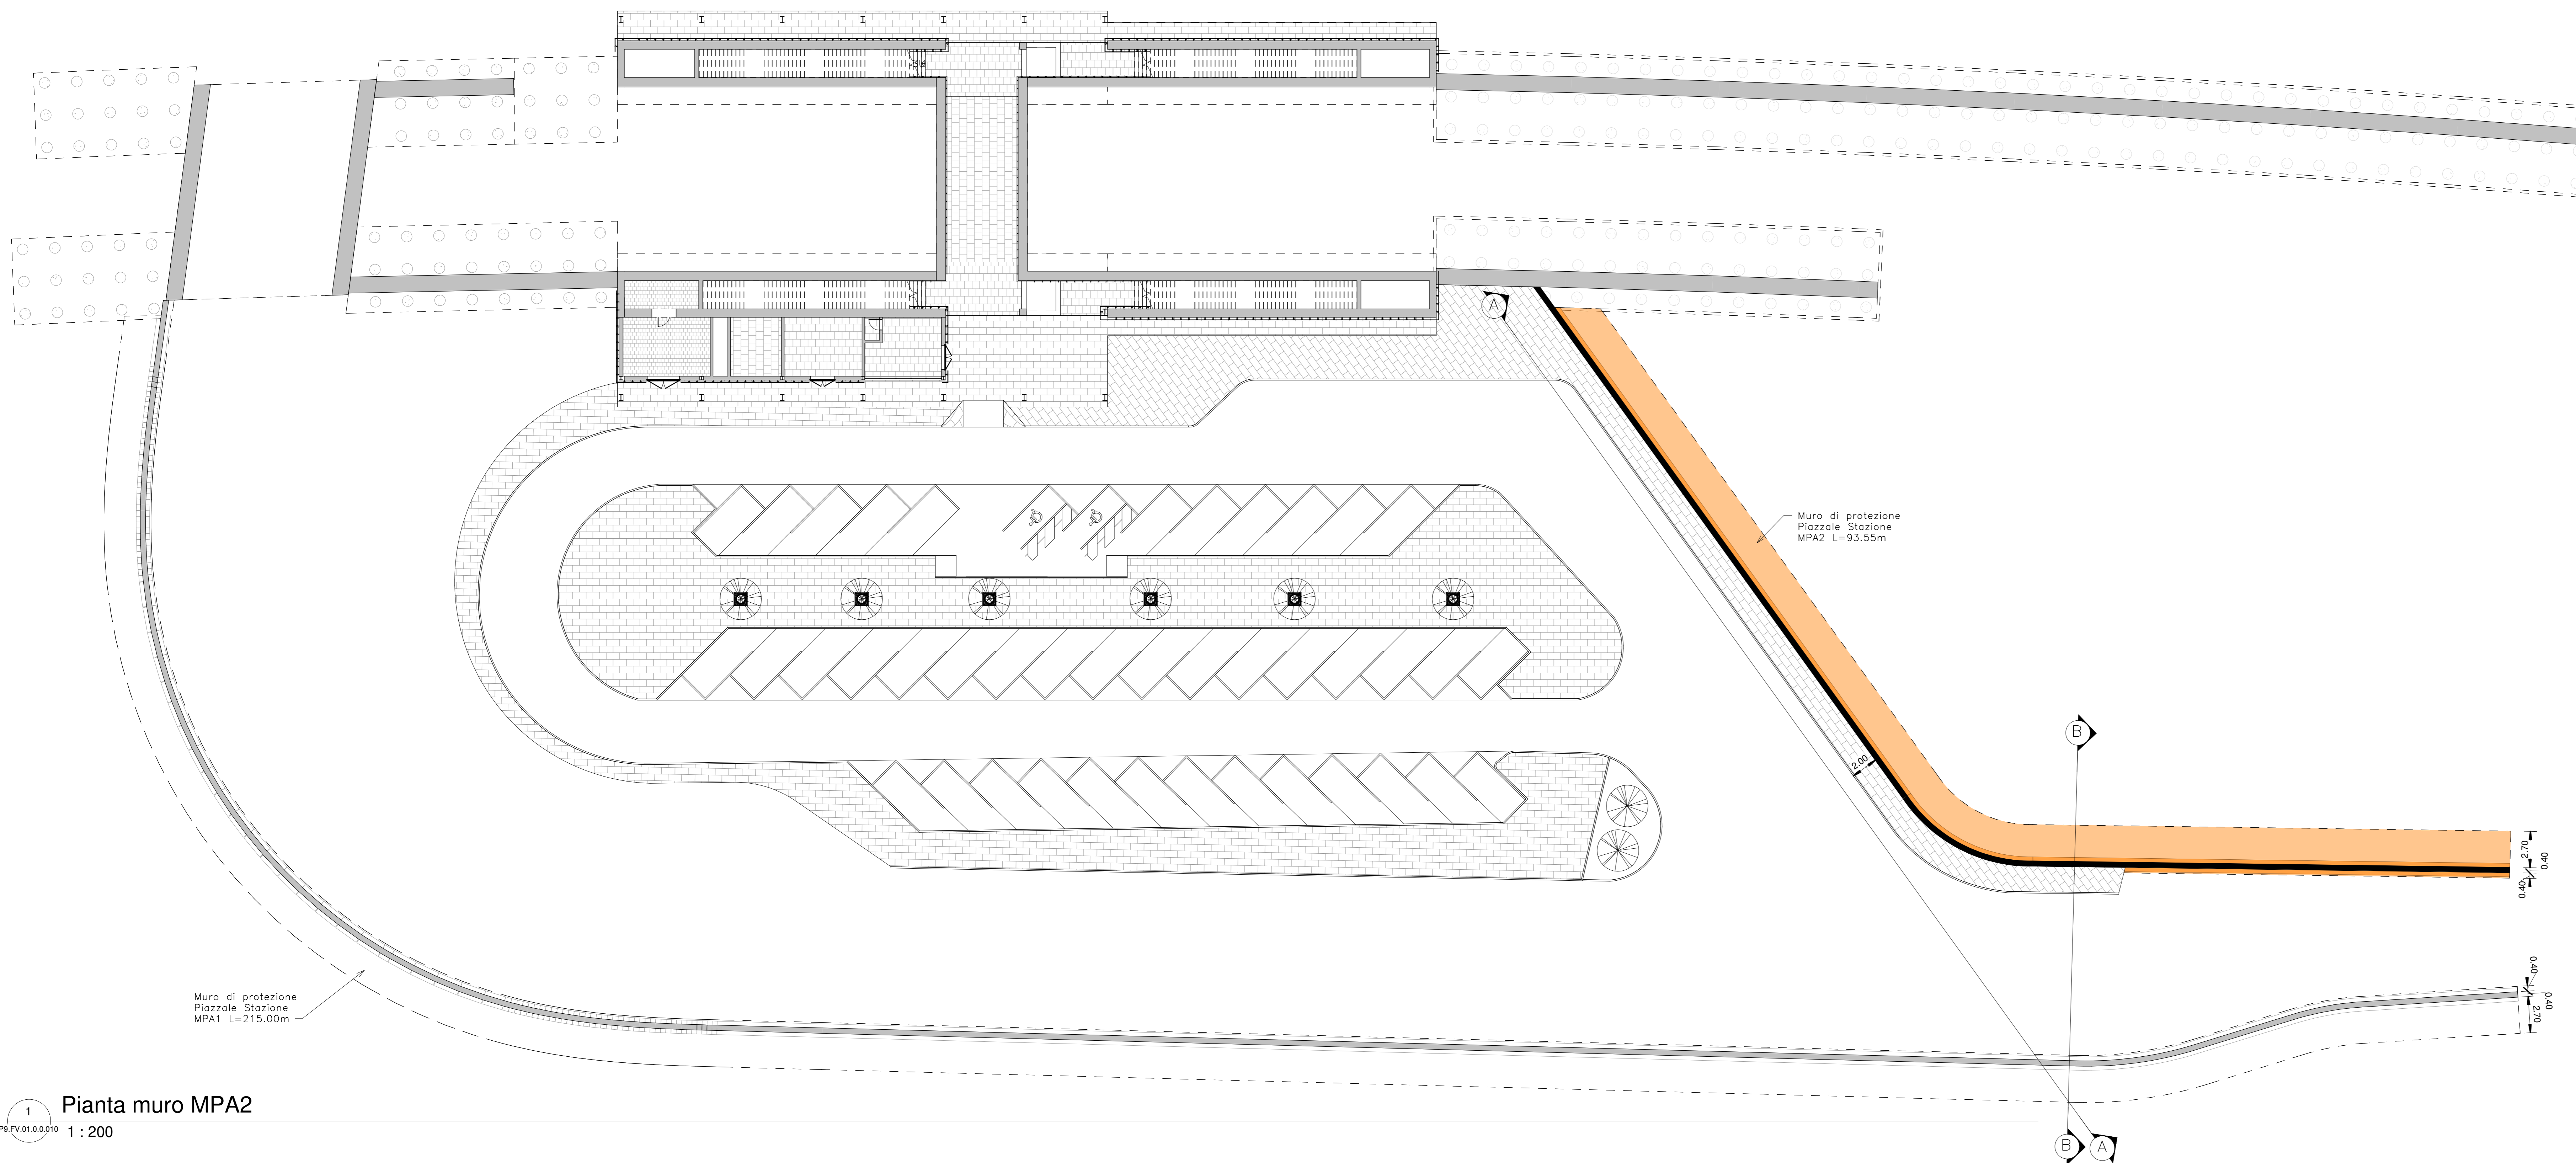 A
Muro di protezione
Piazzale Stazione
MPA2 L=93.55m
B
2.00
2.70
0.40
0.40
0.40
0.40
2.70
Muro di protezione
Piazzale Stazione
MPA1 L=215.00m
1
P9.FV.01.0.0.010
Pianta muro MPA2
1 : 200
B
A